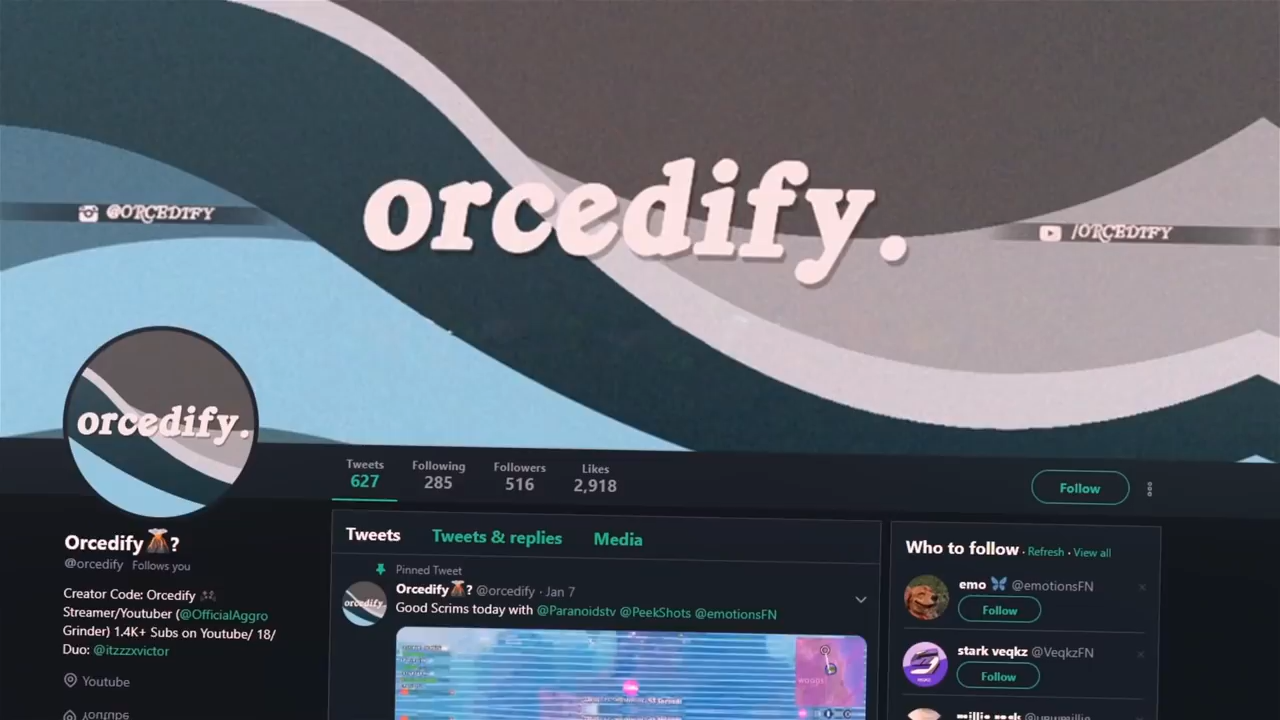 orcedify.
@ORCEDIFY
/ORCEDIFY
orcedify.
Tweets
627
Following
285
Followers
516
Likes
2,918
Follow
Orcedify🌋?
@orcedify Follows you
Creator Code: Orcedify
Streamer/Youtuber (@OfficialAggro
Grinder) 1.4K+ Subs on Youtube/ 18/
Duo: @itzzzxvictor
Youtube
Tweets Tweets & replies Media
Pinned Tweet
Orcedify🌋? @orcedify · Jan 7
Good Scrims today with @Paranoidstv @PeekShots @emotionsFN
orcedify.
Who to follow · Refresh · View all
emo 🦋 @emotionsFN
Follow
stark veqkz @VeqkzFN
Follow